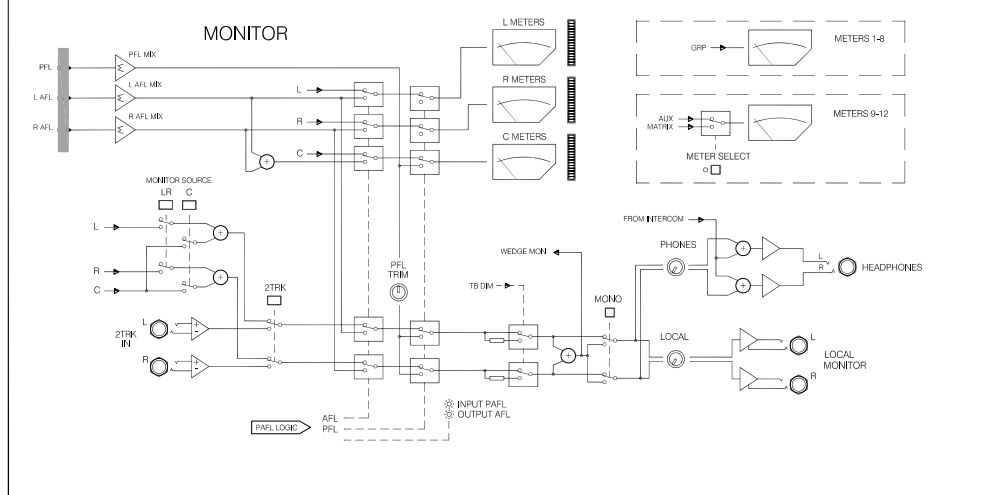 MONITOR
PFL
PFL MIX
L AFL
L AFL MIX
R AFL
R AFL MIX
L
R
C
L METERS
R METERS
C METERS
GRP
METERS 1-8
AUX
MATRIX
METERS 9-12
METER SELECT
MONITOR SOURCE
LR C
L
R
C
2TRK
2TRK
IN
L
R
PFL
TRIM
WEDGE MON
TB DIM
MONO
FROM INTERCOM
PHONES
L
R
HEADPHONES
LOCAL
L
R
LOCAL
MONITOR
PAFL LOGIC
AFL
PFL
INPUT PAFL
OUTPUT AFL